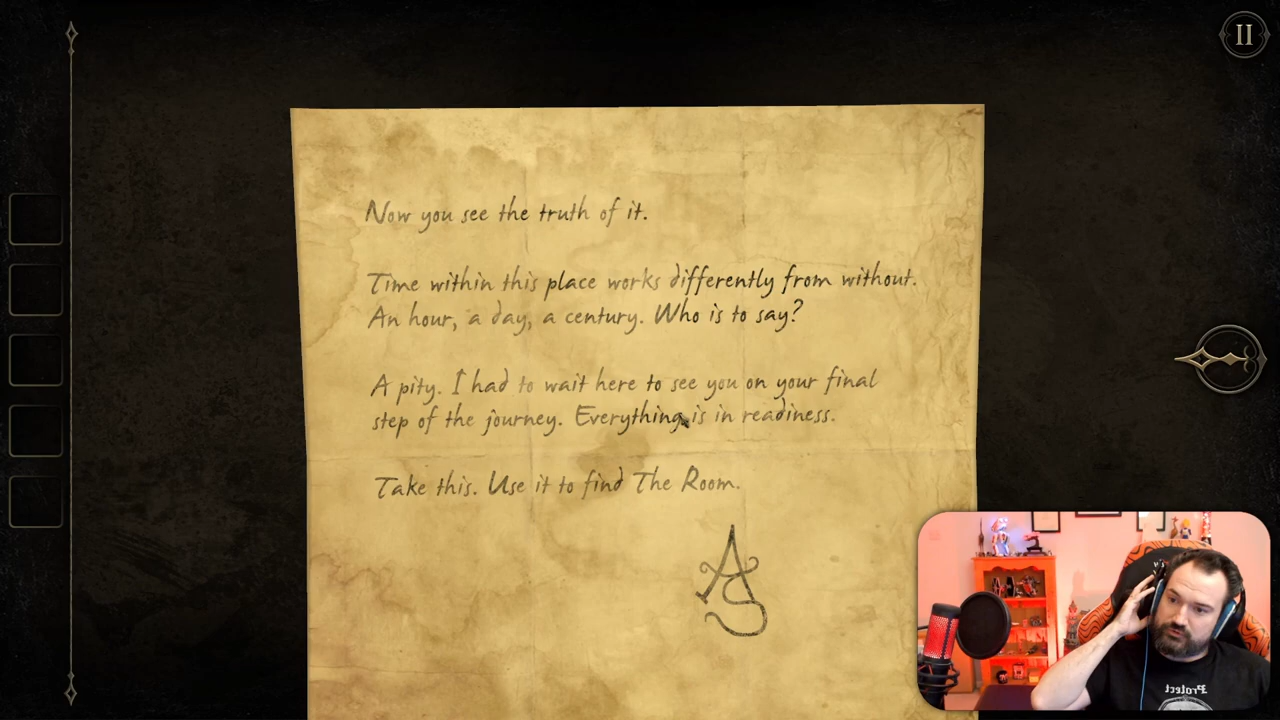 II
Now you see the truth of it.
Time within this place works differently from without.
An hour, a day, a century. Who is to say?
A pity. I had to wait here to see you on your final
step of the journey. Everything is in readiness.
Take this. Use it to find The Room.
AS
Protect